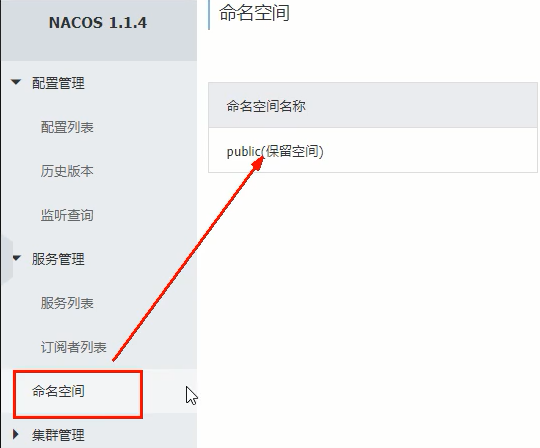 NACOS 1.1.4
配置管理
配置列表
历史版本
监听查询
服务管理
服务列表
订阅者列表
命名空间
集群管理
命名空间
命名空间名称
public(保留空间)